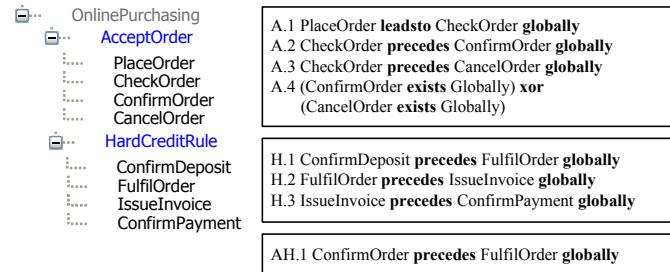 OnlinePurchasing
AcceptOrder
PlaceOrder
CheckOrder
ConfirmOrder
CancelOrder
HardCreditRule
ConfirmDeposit
FulfilOrder
IssueInvoice
ConfirmPayment
A.1 PlaceOrder leadsto CheckOrder globally
A.2 CheckOrder precedes ConfirmOrder globally
A.3 CheckOrder precedes CancelOrder globally
A.4 (ConfirmOrder exists Globally) xor
(CancelOrder exists Globally)
H.1 ConfirmDeposit precedes FulfilOrder globally
H.2 FulfilOrder precedes IssueInvoice globally
H.3 IssueInvoice precedes ConfirmPayment globally
AH.1 ConfirmOrder precedes FulfilOrder globally